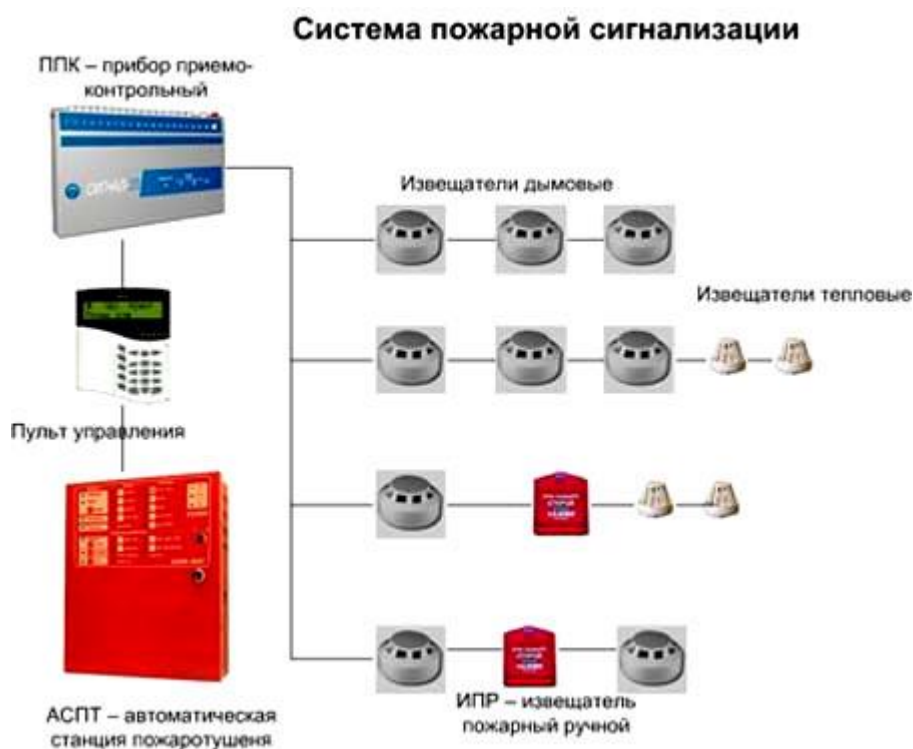 Система пожарной сигнализации
ППК – прибор приемо-
контрольный
Извещатели дымовые
Извещатели тепловые
Пульт управления
ИПР – извещатель
пожарный ручной
АСПТ – автоматическая
станция пожаротушеня